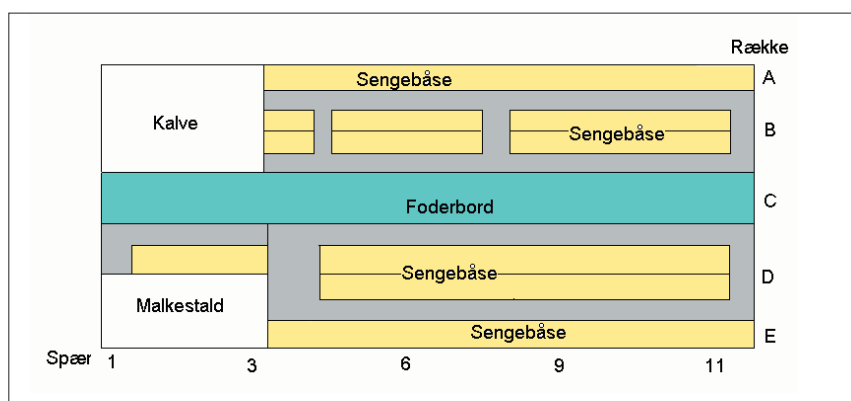 Række
Sengebåse
A
Kalve
Sengebåse
B
Foderbord
C
Sengebåse
D
Malkestald
Sengebåse
E
Spær 1 3 6 9 11